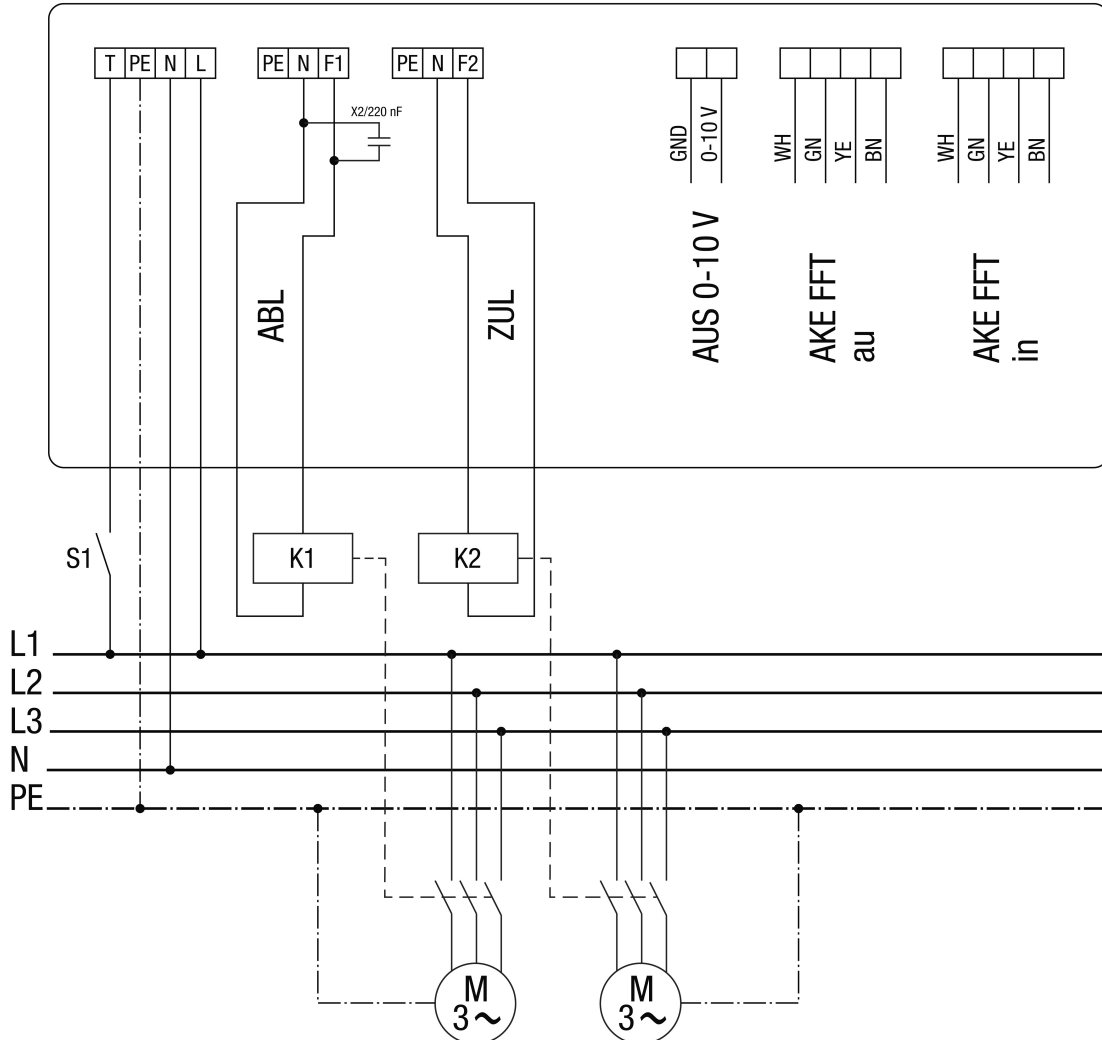 T PE N L
PE N F1
PE N F2
X2/220 nF
GND
0-10 V
WH
GN
YE
BN
WH
GN
YE
BN
ABL
ZUL
AUS 0-10 V
AKE FFT
au
AKE FFT
in
S1
K1
K2
L1
L2
L3
N
PE
M
3~
M
3~